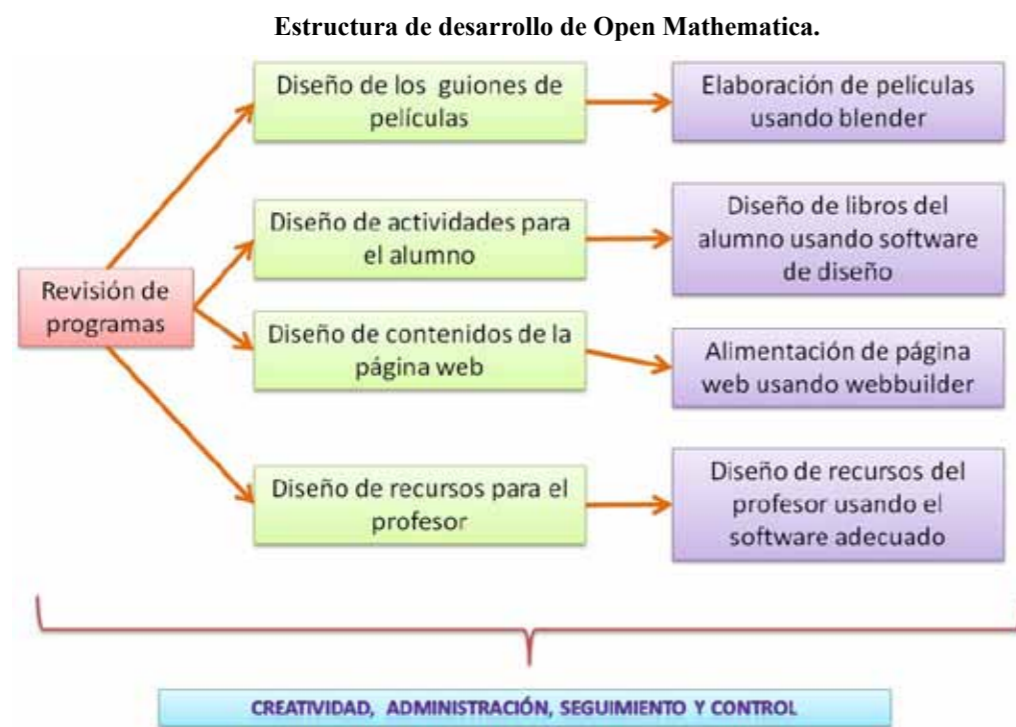 Estructura de desarrollo de Open Mathematica.
Diseño de los guiones de
películas
Elaboración de películas
usando blender
Diseño de actividades para
el alumno
Diseño de libros del
alumno usando software
de diseño
Revisión de
programas
Diseño de contenidos de la
página web
Alimentación de página
web usando webbuilder
Diseño de recursos para el
profesor
Diseño de recursos del
profesor usando el
software adecuado
CREATIVIDAD, ADMINISTRACIÓN, SEGUIMIENTO Y CONTROL